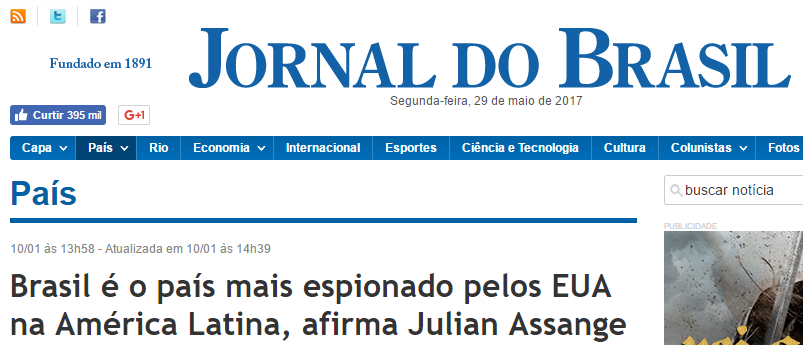 JORNAL DO BRASIL
Fundado em 1891
Segunda-feira, 29 de maio de 2017
Curtir 395 mil
G+1
Capa País Rio Economia Internacional Esportes Ciência e Tecnologia Cultura Colunistas Fotos
País
buscar notícia
10/01 às 13h58 - Atualizada em 10/01 às 14h39
PUBLICIDADE
Brasil é o país mais espionado pelos EUA
na América Latina, afirma Julian Assange